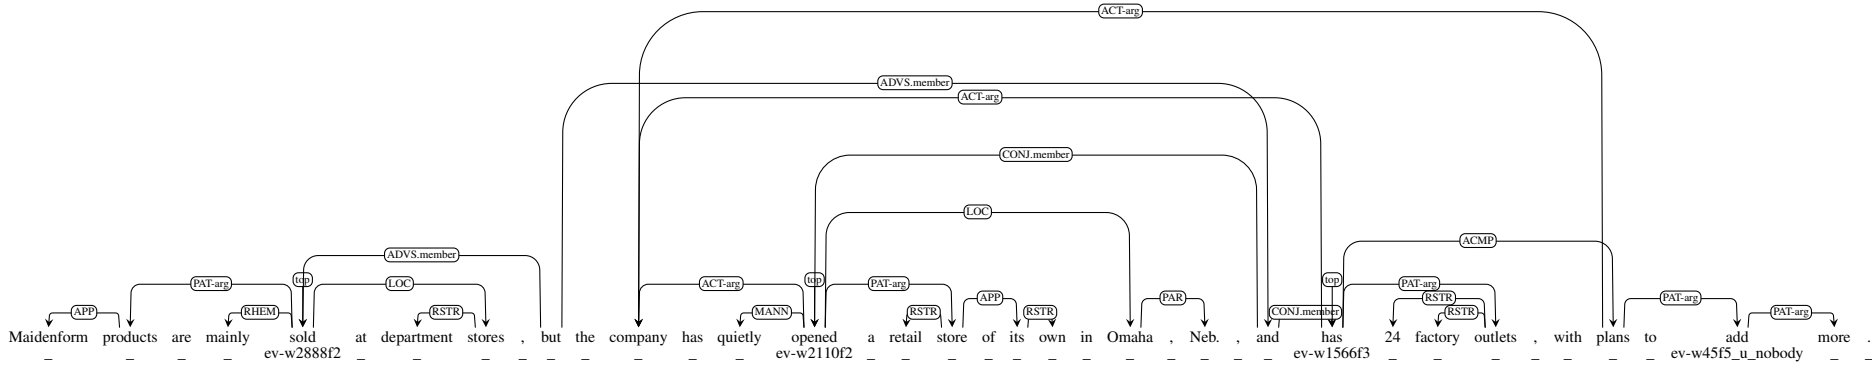 ACT-arg
ADVS.member
ACT-arg
CONJ.member
LOC
ACMP
ADVS.member
PAT-arg top LOC ACT-arg top PAT-arg top PAT-arg
APP PAR RSTR PAT-arg
APP RHEM RSTR MANN RSTR RSTR CONJ.member RSTR PAT-arg
Maidenform products are mainly sold at department stores , but the company has quietly opened a retail store of its own in Omaha , Neb. , and has 24 factory outlets , with plans to add more .
_ _ _ _ ev-w2888f2 _ _ _ _ _ _ _ _ _ ev-w2110f2 _ _ _ _ _ _ _ _ _ _ _ _ ev-w1566f3 _ _ _ _ _ _ _ ev-w45f5_u_nobody _ _